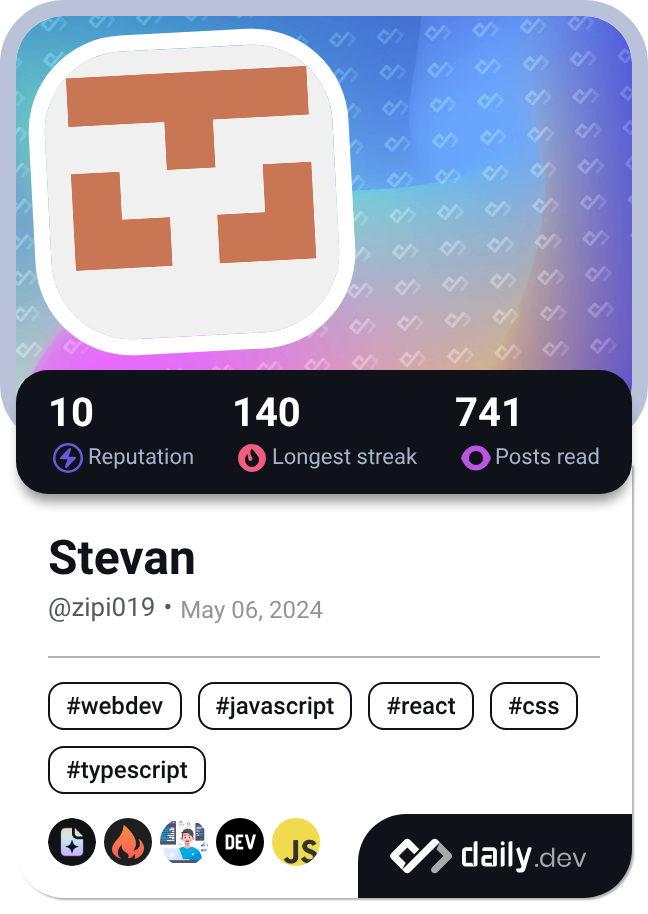 10 140 741
Reputation Longest streak Posts read
Stevan
@zipi019 • May 06, 2024
#webdev #javascript #react #css
#typescript
DEV JS
daily.dev